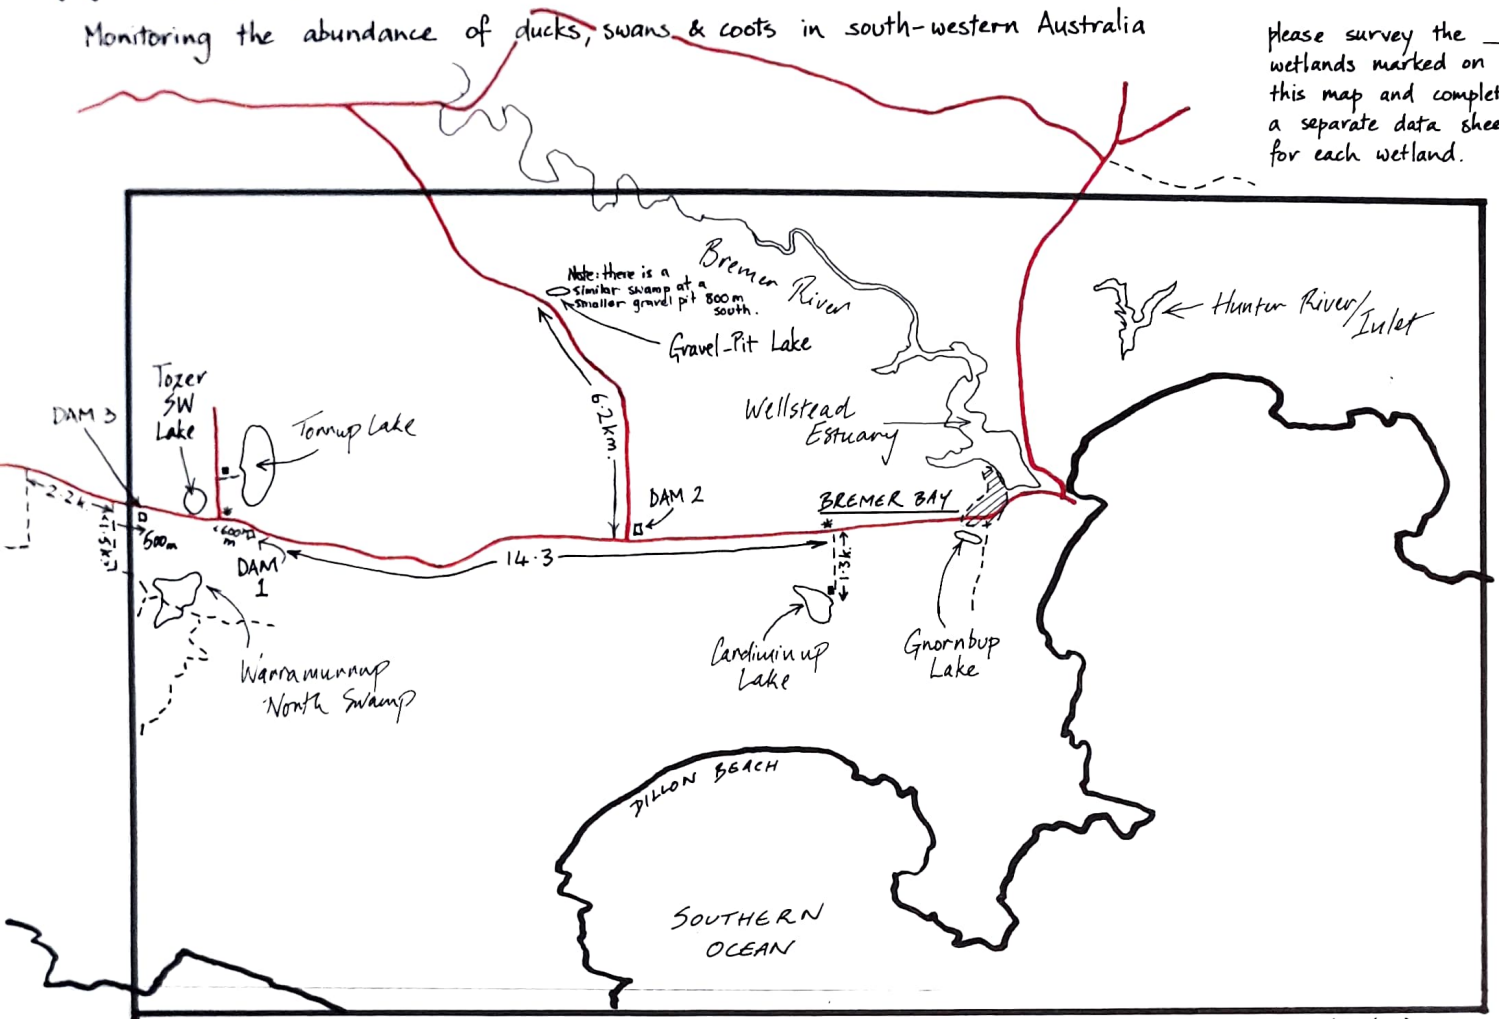 Monitoring the abundance of ducks, swans & coots in south-western Australia
please survey the
wetlands marked on
this map and complet
a separate data shee
for each wetland.
Bremer
River
Note: there is a
similar swamp at a
smaller gravel pit 800m
south.
Gravel-Pit Lake
Hunter River/
Inlet
Tozer
SW
Lake
DAM 3
Tonnup Lake
6.2km.
Wellstead
Estuary
2.2k.
1.5k
500m
600m
DAM
1
DAM 2
BREMER BAY
14.3
1.3k.
Warramurrup
North Swamp
Cardiminup
Lake
Gnornbup
Lake
DILLON BEACH
SOUTHERN
OCEAN